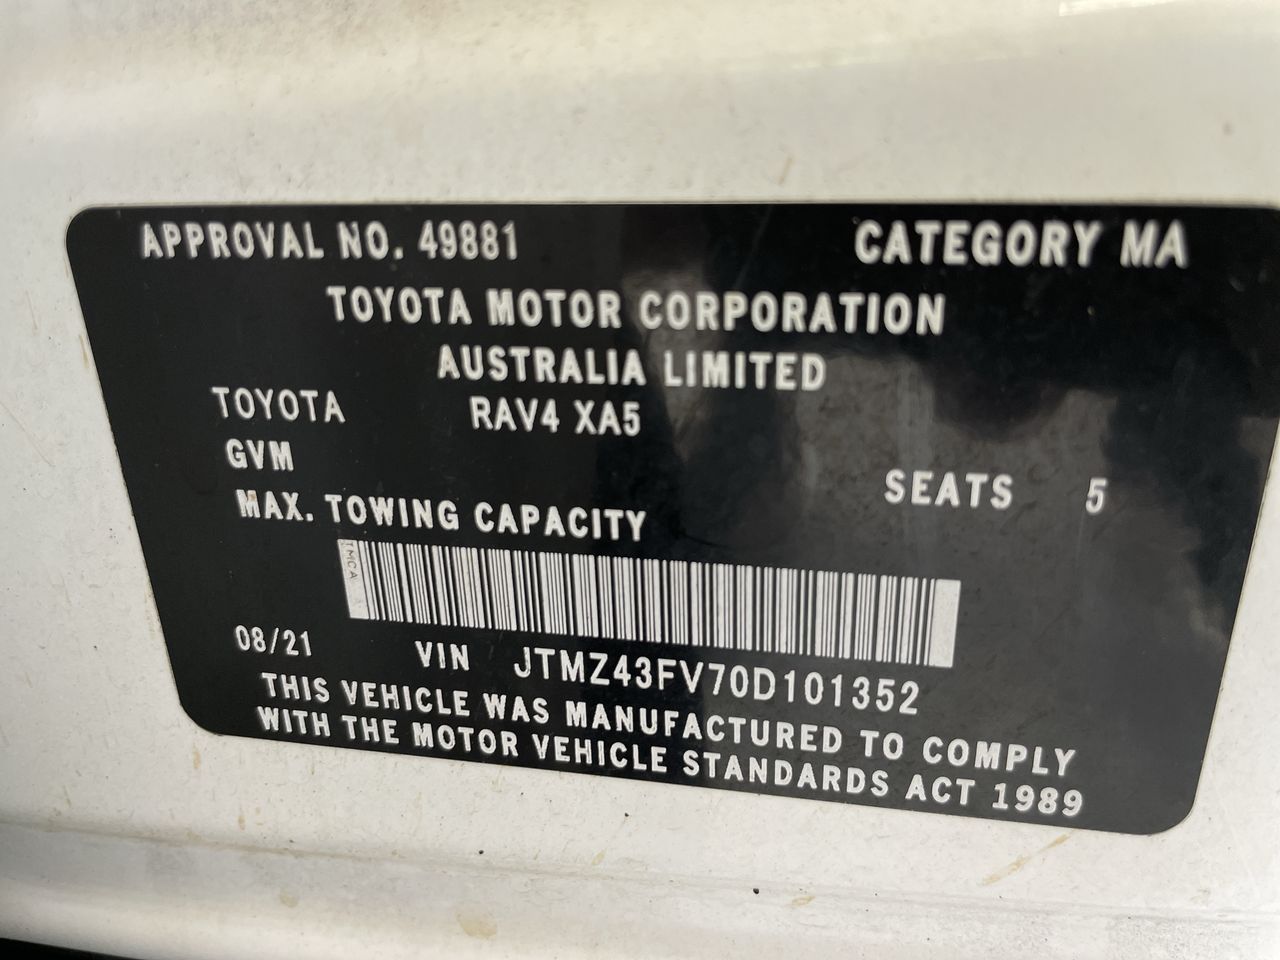 APPROVAL NO. 49881 CATEGORY MA
TOYOTA MOTOR CORPORATION
AUSTRALIA LIMITED
TOYOTA RAV4 XA5
GVM
SEATS 5
MAX. TOWING CAPACITY
TMCA
08/21 VIN JTMZ43FV70D101352
THIS VEHICLE WAS MANUFACTURED TO COMPLY
WITH THE MOTOR VEHICLE STANDARDS ACT 1989